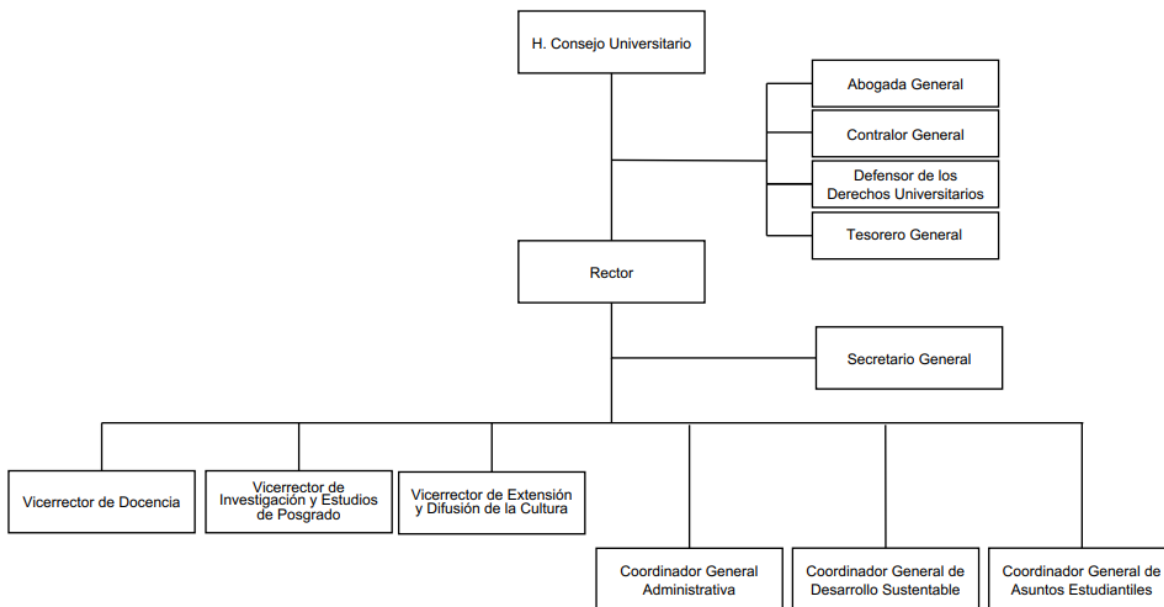 H. Consejo Universitario
Abogada General
Contralor General
Defensor de los
Derechos Universitarios
Tesorero General
Rector
Secretario General
Vicerrector de Docencia
Vicerrector de
Investigación y Estudios
de Posgrado
Vicerrector de Extensión
y Difusión de la Cultura
Coordinador General
Administrativa
Coordinador General de
Desarrollo Sustentable
Coordinador General de
Asuntos Estudiantiles